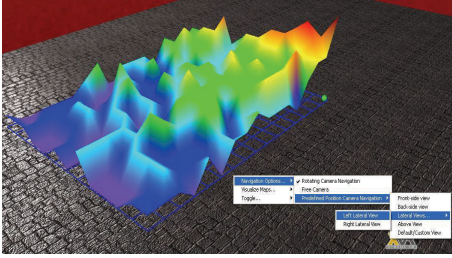 Navigation Options...
Visualize Maps...
Toggle...
✔ Rotating Camera Navigation
Free Camera
Predefined Position Camera Navigation
Front-side view
Back-side view
Lateral Views...
Above View
Default/Custom View
Left Lateral View
Right Lateral View